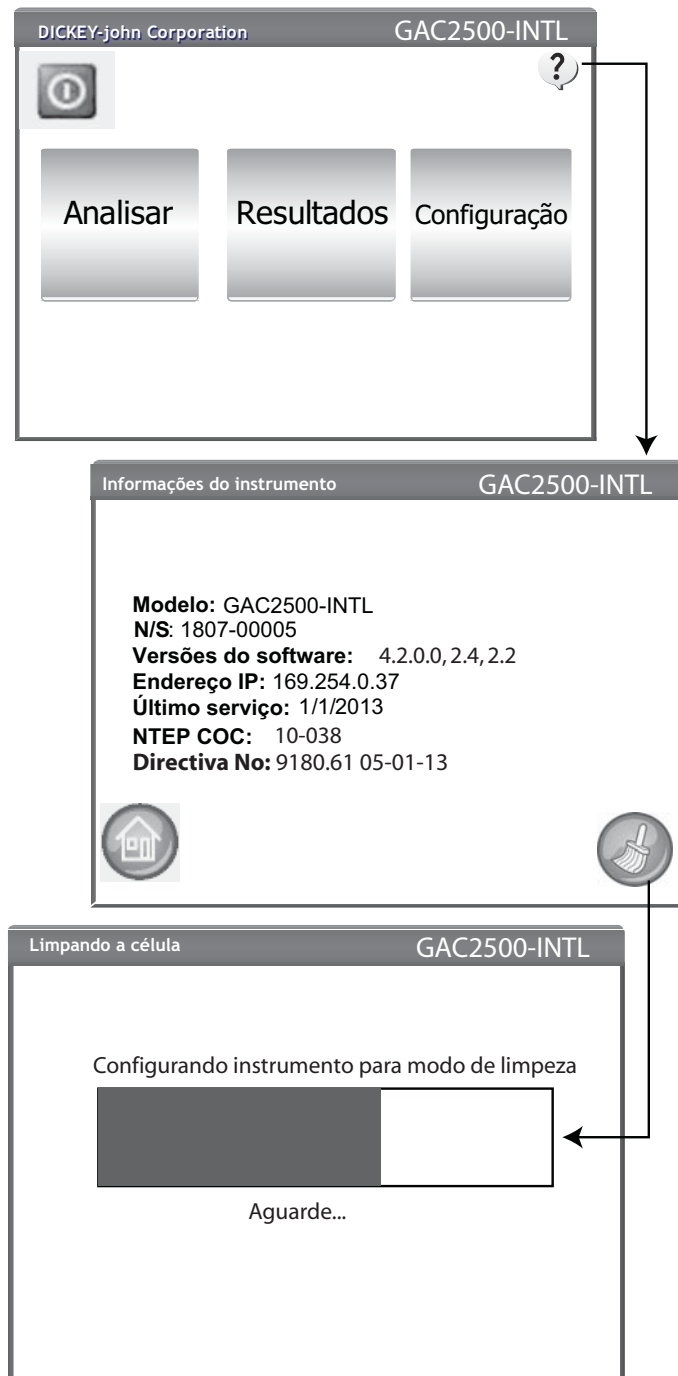 DICKEY-john Corporation GAC2500-INTL
?
Analisar Resultados Configuração
Informações do instrumento GAC2500-INTL
Modelo: GAC2500-INTL
N/S: 1807-00005
Versões do software: 4.2.0.0, 2.4, 2.2
Endereço IP: 169.254.0.37
Último serviço: 1/1/2013
NTEP COC: 10-038
Directiva No: 9180.61 05-01-13
Limpando a célula GAC2500-INTL
Configurando instrumento para modo de limpeza
Aguarde...